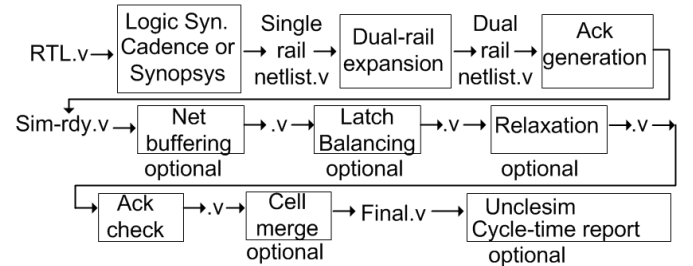 RTL.v
Logic Syn.
Cadence or
Synopsys
Single
rail
netlist.v
Dual-rail
expansion
Dual
rail
netlist.v
Ack
generation
Sim-rdy.v
Net
buffering
optional
.v
Latch
Balancing
optional
.v
Relaxation
optional
.v
Ack
check
.v
Cell
merge
optional
Final.v
Unclesim
Cycle-time report
optional